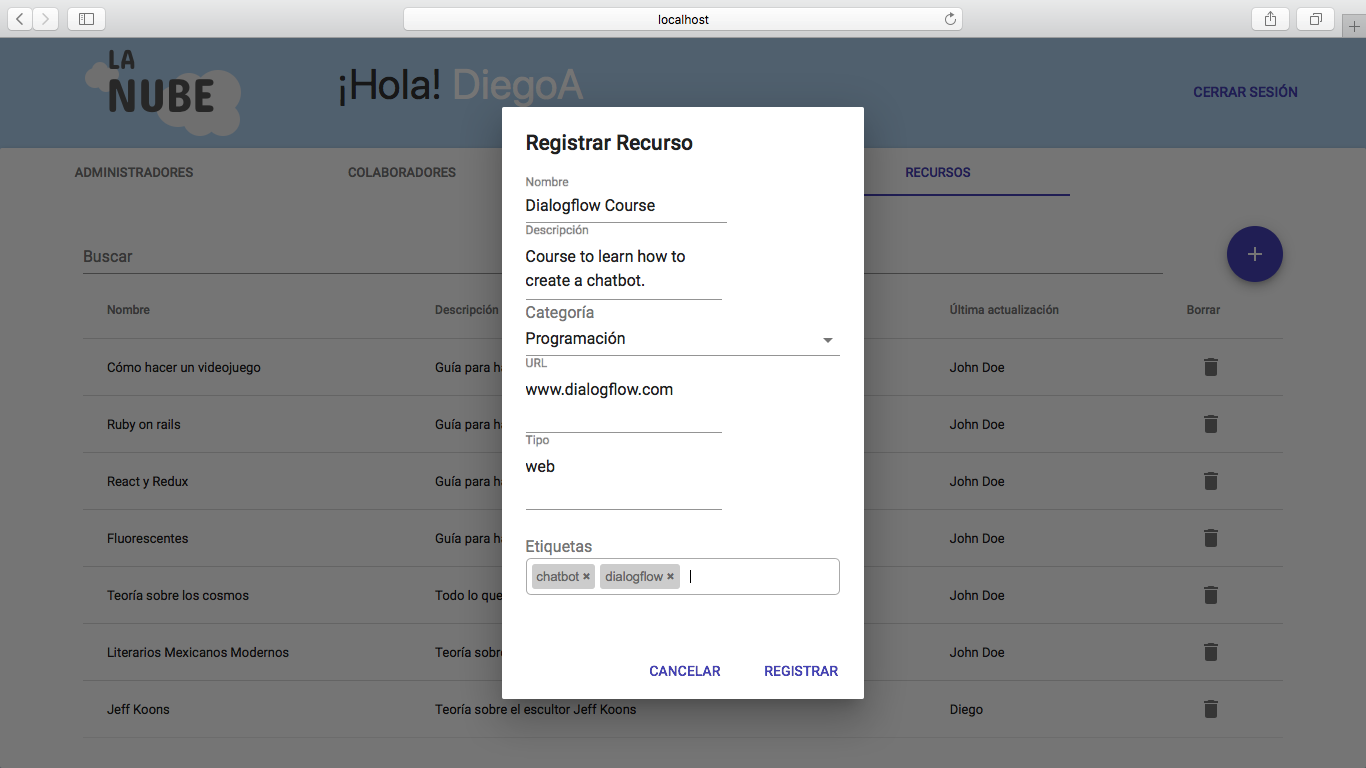 localhost
LA
NUBE
¡Hola! DiegoA
CERRAR SESIÓN
ADMINISTRADORES
COLABORADORES
RECURSOS
Buscar
+
Nombre
Descripción
Última actualización
Borrar
Cómo hacer un videojuego
Guía para ha
John Doe
Ruby on rails
Guía para ha
John Doe
React y Redux
Guía para ha
John Doe
Fluorescentes
Guía para ha
John Doe
Teoría sobre los cosmos
Todo lo que
John Doe
Literarios Mexicanos Modernos
Teoría sobre
John Doe
Jeff Koons
Teoría sobre el escultor Jeff Koons
Diego
Registrar Recurso
Nombre
Dialogflow Course
Descripción
Course to learn how to
create a chatbot.
Categoría
Programación
URL
www.dialogflow.com
Tipo
web
Etiquetas
chatbot × dialogflow ×
CANCELAR
REGISTRAR